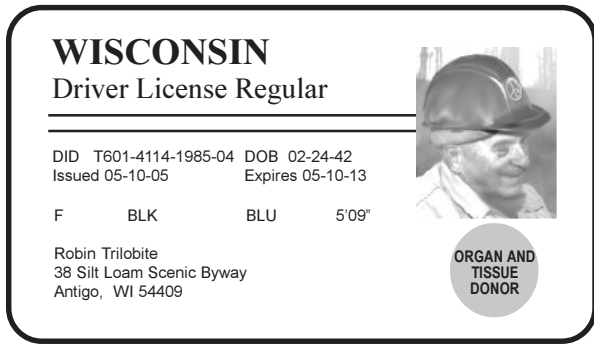 WISCONSIN
Driver License Regular
DID T601-4114-1985-04 DOB 02-24-42
Issued 05-10-05 Expires 05-10-13
F BLK BLU 5’09”
Robin Trilobite
38 Silt Loam Scenic Byway
Antigo, WI 54409
ORGAN AND
TISSUE
DONOR